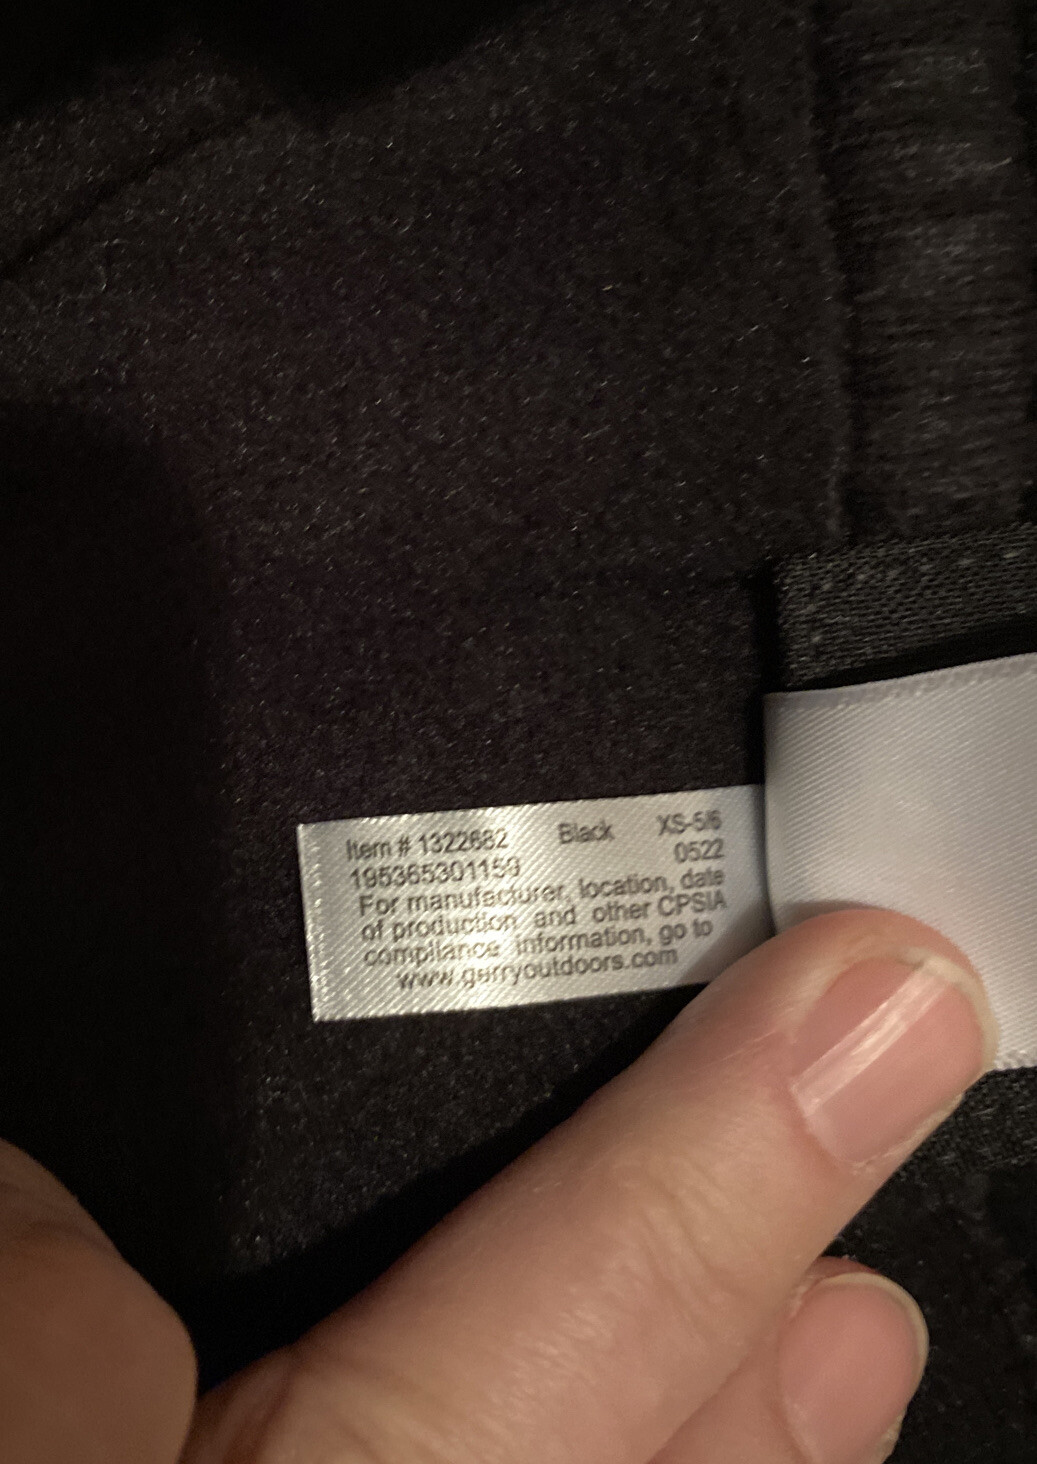 Item # 1322682 Black XS-5/6
195365301159 0522
For manufacturer, location, date
of production and other CPSIA
compliance information, go to
www.gerryoutdoors.com